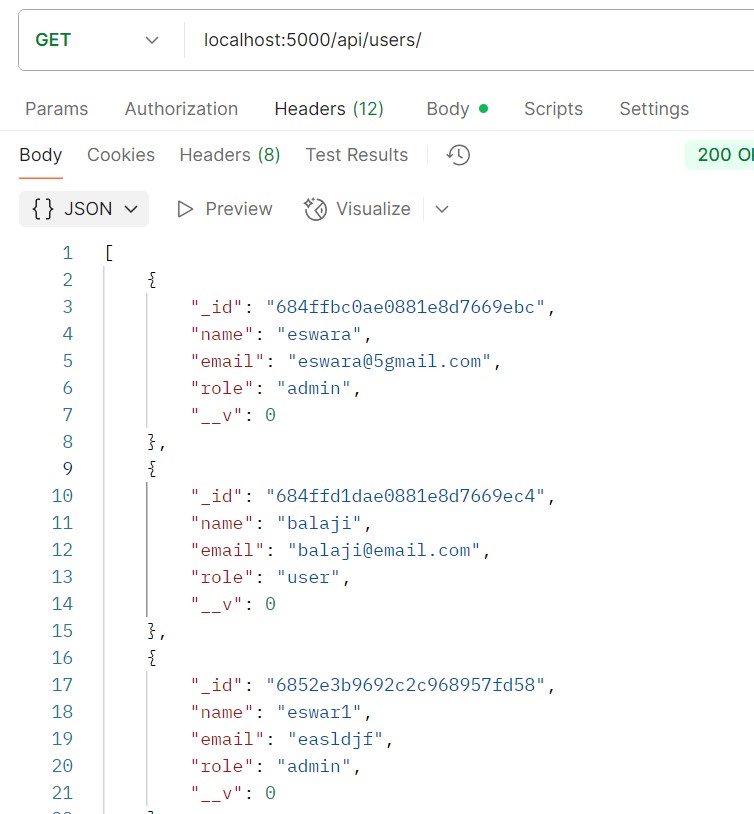 GET localhost:5000/api/users/
Params Authorization Headers (12) Body Scripts Settings
Body Cookies Headers (8) Test Results 200 OK
{} JSON Preview Visualize
1 [
2 {
3 "_id": "684ffbc0ae0881e8d7669ebc",
4 "name": "eswara",
5 "email": "eswara@5gmail.com",
6 "role": "admin",
7 "__v": 0
8 },
9 {
10 "_id": "684ffd1dae0881e8d7669ec4",
11 "name": "balaji",
12 "email": "balaji@email.com",
13 "role": "user",
14 "__v": 0
15 },
16 {
17 "_id": "6852e3b9692c2c968957fd58",
18 "name": "eswar1",
19 "email": "easldjf",
20 "role": "admin",
21 "__v": 0